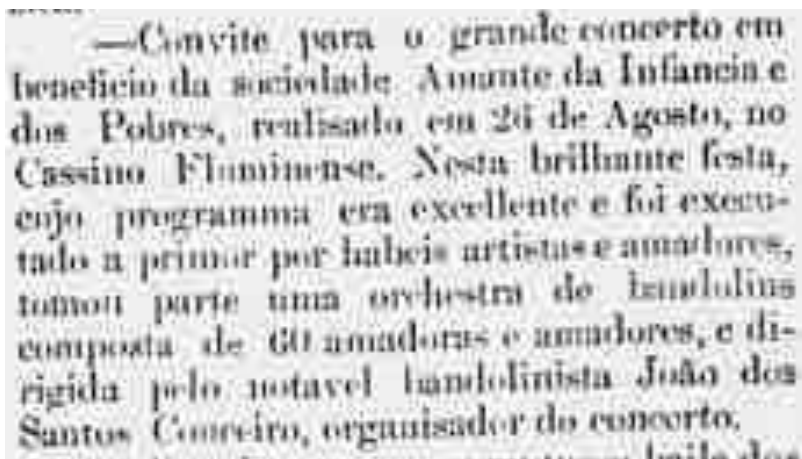 —Convite para o grande concerto em
beneficio da sociedade Amante da Infancia e
dos Pobres, realisado em 26 de Agosto, no
Cassino Fluminense. Nesta brilhante festa,
cujo programma era excellente e foi execu-
tado a primor por habeis artistas e amadores,
tomou parte uma orchestra de bandolins
composta de 60 amadoras e amadores, e di-
rigida pelo notavel bandolinista João dos
Santos Couceiro, organisador do concerto.
baile dos